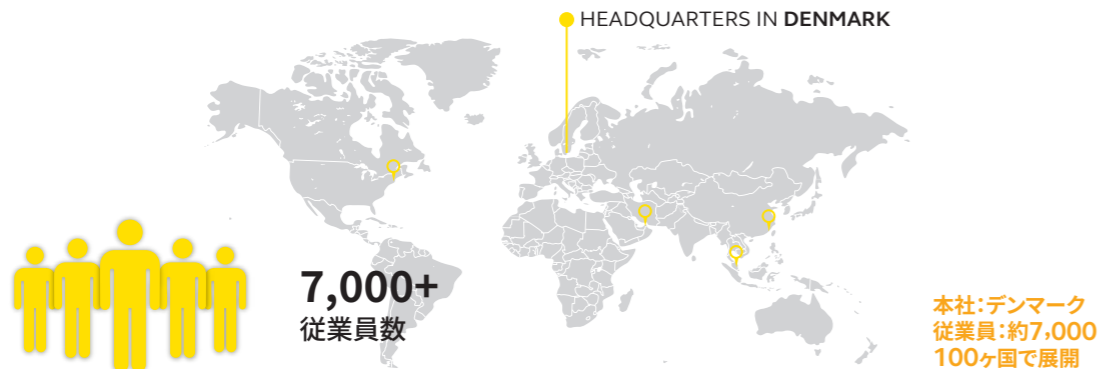 HEADQUARTERS IN DENMARK
7,000+
従業員数
本社：デンマーク
従業員：約7,000
100ヶ国で展開